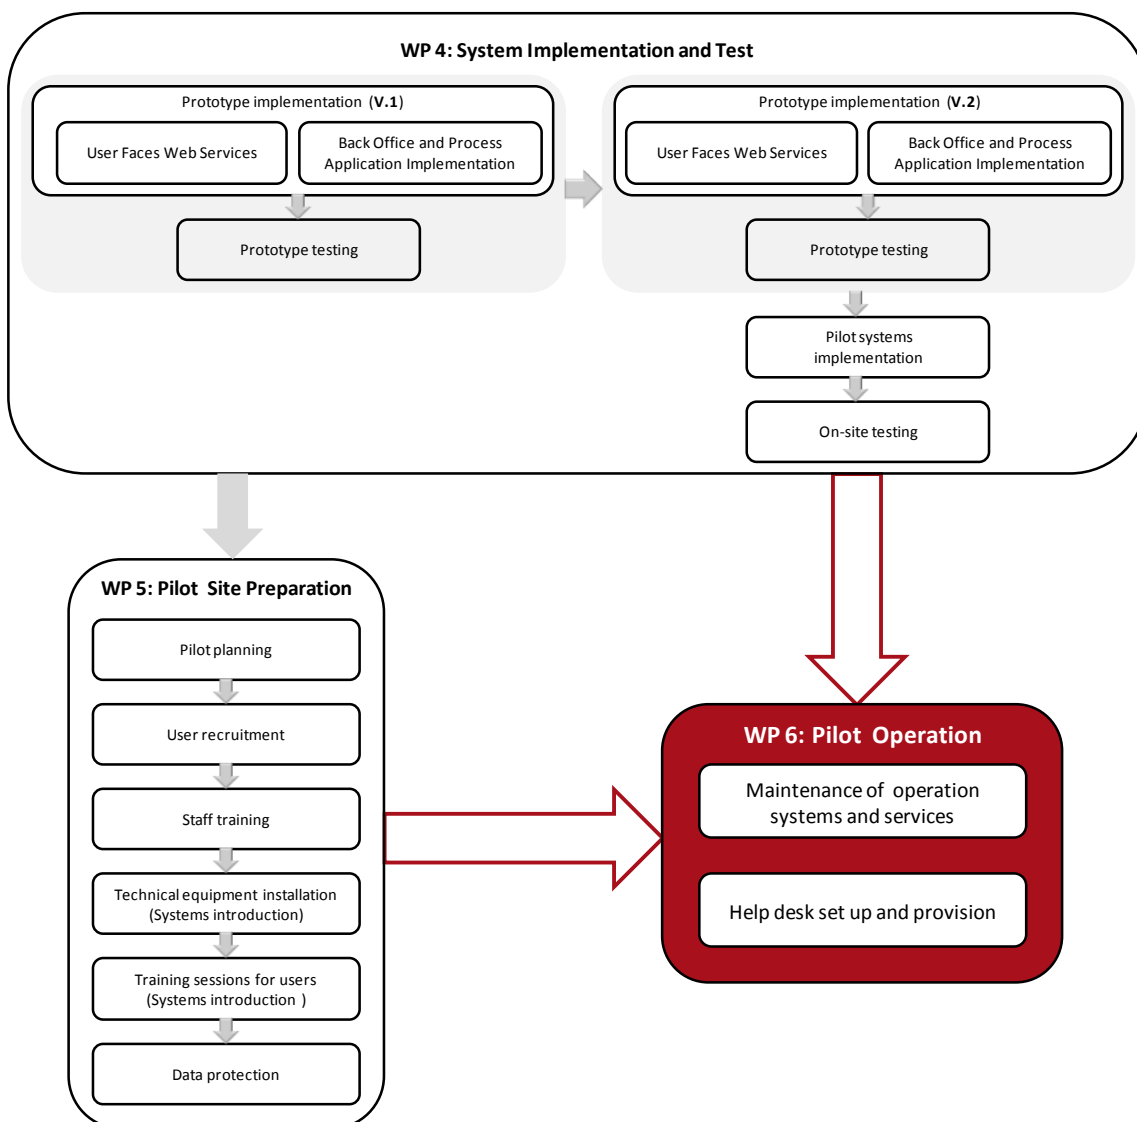 WP 4: System Implementation and Test
Prototype implementation (V.1)
User Faces Web Services
Back Office and Process
Application Implementation
Prototype testing
Prototype implementation (V.2)
User Faces Web Services
Back Office and Process
Application Implementation
Prototype testing
Pilot systems
implementation
On-site testing
WP 5: Pilot Site Preparation
Pilot planning
User recruitment
Staff training
Technical equipment installation
(Systems introduction)
Training sessions for users
(Systems introduction )
Data protection
WP 6: Pilot Operation
Maintenance of operation
systems and services
Help desk set up and provision